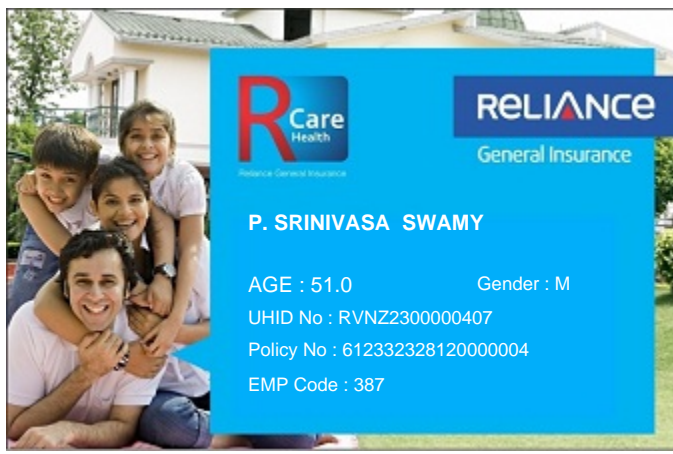 R Care
Health
Reliance General Insurance
RELIANCE
General Insurance
P. SRINIVASA SWAMY
AGE : 51.0 Gender : M
UHID No : RVNZ2300000407
Policy No : 612332328120000004
EMP Code : 387